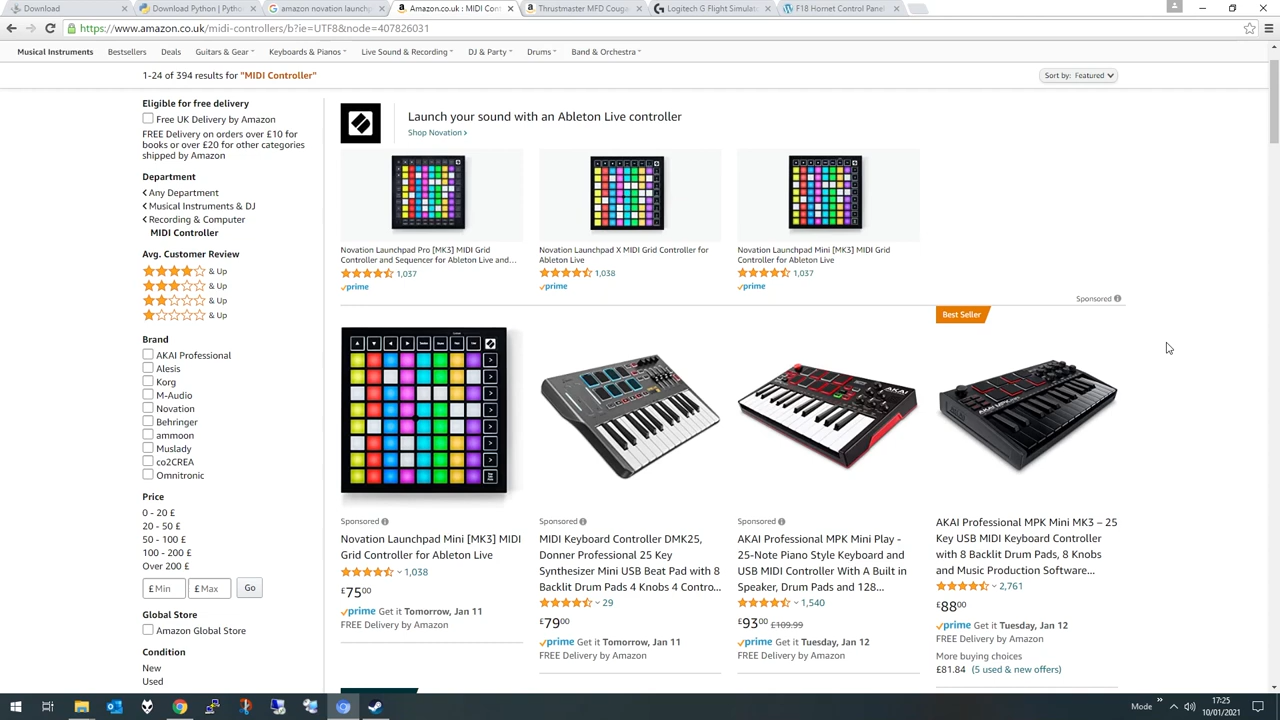 Download
Download Python | Pytho
amazon novation launchp
Amazon.co.uk: MIDI Cont
Thrustmaster MFD Couga
Logitech G Flight Simulato
F18 Hornet Control Panel
https://www.amazon.co.uk/midi-controllers/b?ie=UTF8&node=407826031
Musical Instruments
Bestsellers
Deals
Guitars & Gear
Keyboards & Pianos
Live Sound & Recording
DJ & Party
Drums
Band & Orchestra
1-24 of 394 results for "MIDI Controller"
Sort by: Featured
Eligible for free delivery
Free UK Delivery by Amazon
FREE Delivery on orders over £10 for
books or over £20 for other categories
shipped by Amazon
Department
Any Department
Musical Instruments & DJ
Recording & Computer
MIDI Controller
Avg. Customer Review
& Up
& Up
& Up
& Up
Brand
AKAI Professional
Alesis
Korg
M-Audio
Novation
Behringer
ammoon
Muslady
co2CREA
Omnitronic
Price
0 - 20 £
20 - 50 £
50 - 100 £
100 - 200 £
Over 200 £
£ Min
£ Max
Go
Global Store
Amazon Global Store
Condition
New
Used
Launch your sound with an Ableton Live controller
Shop Novation
Novation Launchpad Pro [MK3] MIDI Grid
Controller and Sequencer for Ableton Live and…
1,037
prime
Novation Launchpad X MIDI Grid Controller for
Ableton Live
1,038
prime
Novation Launchpad Mini [MK3] MIDI Grid
Controller for Ableton Live
1,037
prime
Sponsored
Sponsored
Novation Launchpad Mini [MK3] MIDI
Grid Controller for Ableton Live
1,038
£75.00
prime Get it Tomorrow, Jan 11
FREE Delivery by Amazon
Sponsored
MIDI Keyboard Controller DMK25,
Donner Professional 25 Key
Synthesizer Mini USB Beat Pad with 8
Backlit Drum Pads 4 Knobs 4 Contro…
29
£79.00
prime Get it Tomorrow, Jan 11
FREE Delivery by Amazon
AKAI
Sponsored
AKAI Professional MPK Mini Play -
25-Note Piano Style Keyboard and
USB MIDI Controller With A Built in
Speaker, Drum Pads and 128…
1,540
£93.00 £109.99
prime Get it Tuesday, Jan 12
FREE Delivery by Amazon
Best Seller
AKAI Professional MPK Mini MK3 – 25
Key USB MIDI Keyboard Controller
with 8 Backlit Drum Pads, 8 Knobs
and Music Production Software…
2,761
£88.00
prime Get it Tuesday, Jan 12
FREE Delivery by Amazon
More buying choices
£81.84 (5 used & new offers)
Mode
17:25
10/01/2021